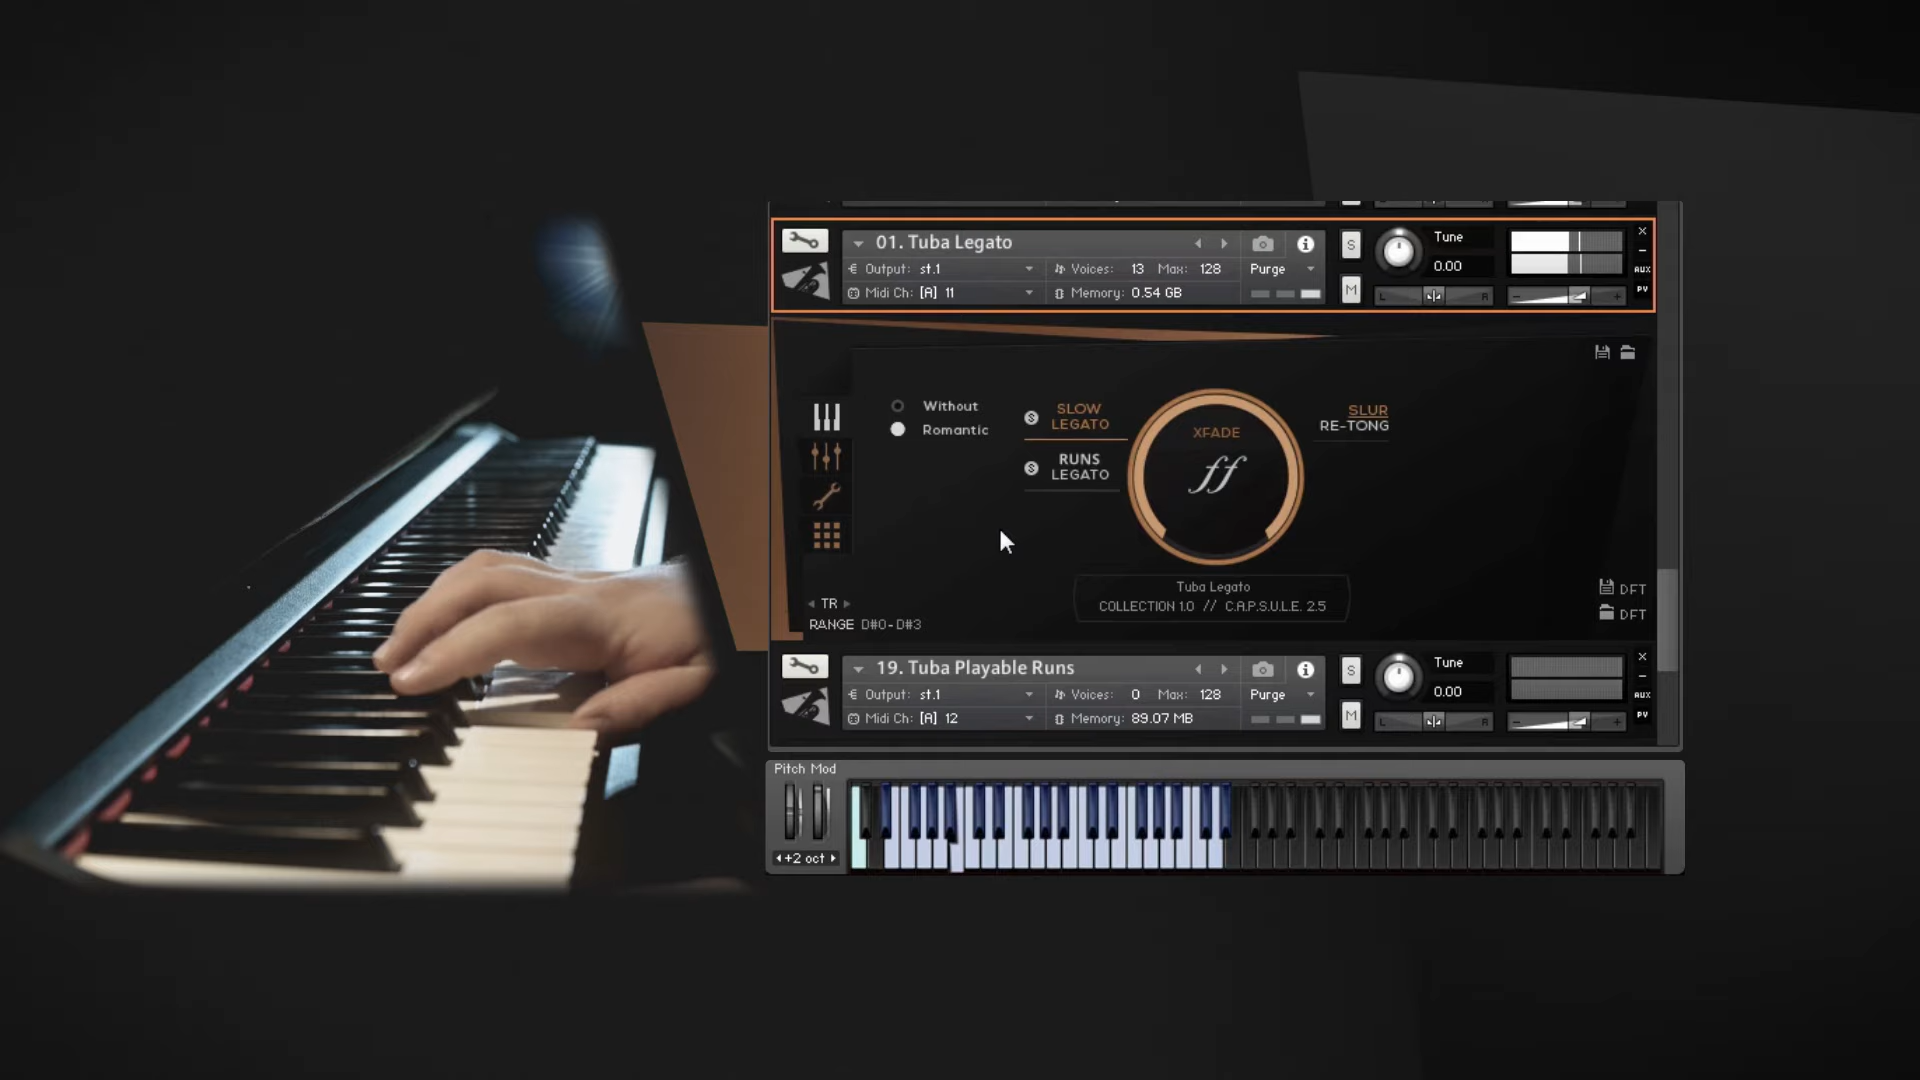 01. Tuba Legato
Output: st.1
Voices: 13 Max: 128
Purge
Midi Ch: [A] 11
Memory: 0.54 GB
S
M
Tune
0.00
L R
- +
AUX
PV
Without
Romantic
S SLOW
LEGATO
S RUNS
LEGATO
XFADE
ff
SLUR
RE-TONG
Tuba Legato
COLLECTION 1.0 // C.A.P.S.U.L.E. 2.5
TR
RANGE D#0-D#3
DFT
DFT
19. Tuba Playable Runs
Output: st.1
Voices: 0 Max: 128
Purge
Midi Ch: [A] 12
Memory: 89.07 MB
S
M
Tune
0.00
L R
- +
AUX
PV
Pitch Mod
+2 oct